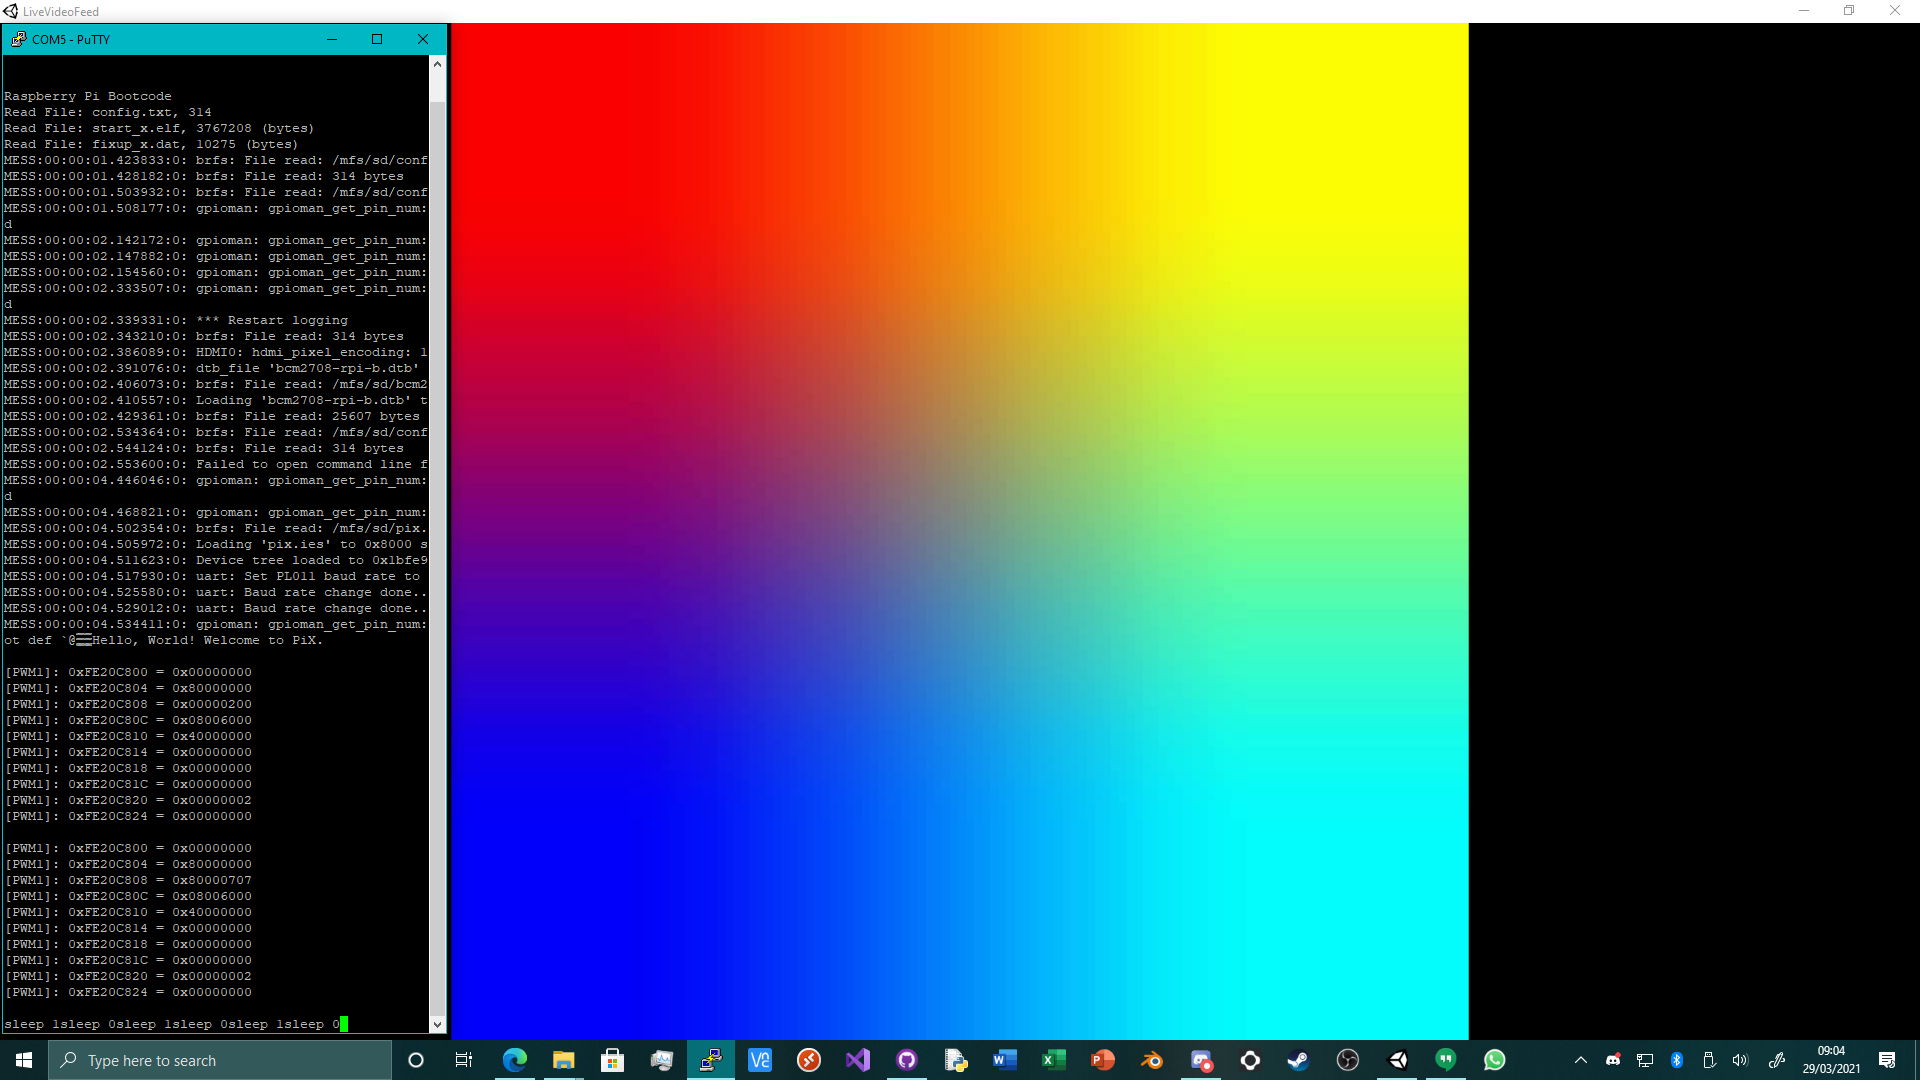 LiveVideoFeed
COM5 - PuTTY
Raspberry Pi Bootcode
Read File: config.txt, 314
Read File: start_x.elf, 3767208 (bytes)
Read File: fixup_x.dat, 10275 (bytes)
MESS:00:00:01.423833:0: brfs: File read: /mfs/sd/conf
MESS:00:00:01.428182:0: brfs: File read: 314 bytes
MESS:00:00:01.503932:0: brfs: File read: /mfs/sd/conf
MESS:00:00:01.508177:0: gpioman: gpioman_get_pin_num:
d
MESS:00:00:02.142172:0: gpioman: gpioman_get_pin_num:
MESS:00:00:02.147882:0: gpioman: gpioman_get_pin_num:
MESS:00:00:02.154560:0: gpioman: gpioman_get_pin_num:
MESS:00:00:02.333507:0: gpioman: gpioman_get_pin_num:
d
MESS:00:00:02.339331:0: *** Restart logging
MESS:00:00:02.343210:0: brfs: File read: 314 bytes
MESS:00:00:02.386089:0: HDMI0: hdmi_pixel_encoding: 1
MESS:00:00:02.391076:0: dtb_file 'bcm2708-rpi-b.dtb'
MESS:00:00:02.406073:0: brfs: File read: /mfs/sd/bcm2
MESS:00:00:02.410557:0: Loading 'bcm2708-rpi-b.dtb' t
MESS:00:00:02.429361:0: brfs: File read: 25607 bytes
MESS:00:00:02.534364:0: brfs: File read: /mfs/sd/conf
MESS:00:00:02.544124:0: brfs: File read: 314 bytes
MESS:00:00:02.553600:0: Failed to open command line f
MESS:00:00:04.446046:0: gpioman: gpioman_get_pin_num:
d
MESS:00:00:04.468821:0: gpioman: gpioman_get_pin_num:
MESS:00:00:04.502354:0: brfs: File read: /mfs/sd/pix.
MESS:00:00:04.505972:0: Loading 'pix.ies' to 0x8000 s
MESS:00:00:04.511623:0: Device tree loaded to 0x1bfe9
MESS:00:00:04.517930:0: uart: Set PL011 baud rate to
MESS:00:00:04.525580:0: uart: Baud rate change done..
MESS:00:00:04.529012:0: uart: Baud rate change done..
MESS:00:00:04.534411:0: gpioman: gpioman_get_pin_num:
ot def `@Hello, World! Welcome to PiX.
[PWM1]: 0xFE20C800 = 0x00000000
[PWM1]: 0xFE20C804 = 0x80000000
[PWM1]: 0xFE20C808 = 0x00000200
[PWM1]: 0xFE20C80C = 0x08006000
[PWM1]: 0xFE20C810 = 0x40000000
[PWM1]: 0xFE20C814 = 0x00000000
[PWM1]: 0xFE20C818 = 0x00000000
[PWM1]: 0xFE20C81C = 0x00000000
[PWM1]: 0xFE20C820 = 0x00000002
[PWM1]: 0xFE20C824 = 0x00000000
[PWM1]: 0xFE20C800 = 0x00000000
[PWM1]: 0xFE20C804 = 0x80000000
[PWM1]: 0xFE20C808 = 0x80000707
[PWM1]: 0xFE20C80C = 0x08006000
[PWM1]: 0xFE20C810 = 0x40000000
[PWM1]: 0xFE20C814 = 0x00000000
[PWM1]: 0xFE20C818 = 0x00000000
[PWM1]: 0xFE20C81C = 0x00000000
[PWM1]: 0xFE20C820 = 0x00000002
[PWM1]: 0xFE20C824 = 0x00000000
sleep 1sleep 0sleep 1sleep 0sleep 1sleep 0
Type here to search
09:04
29/03/2021